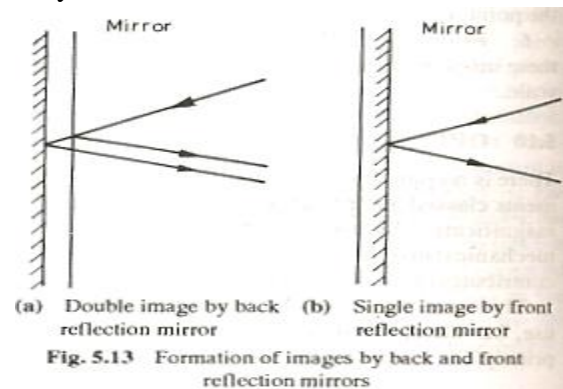 Mirror
Mirror
(a) Double image by back reflection mirror
(b) Single image by front reflection mirror
Fig. 5.13 Formation of images by back and front
reflection mirrors